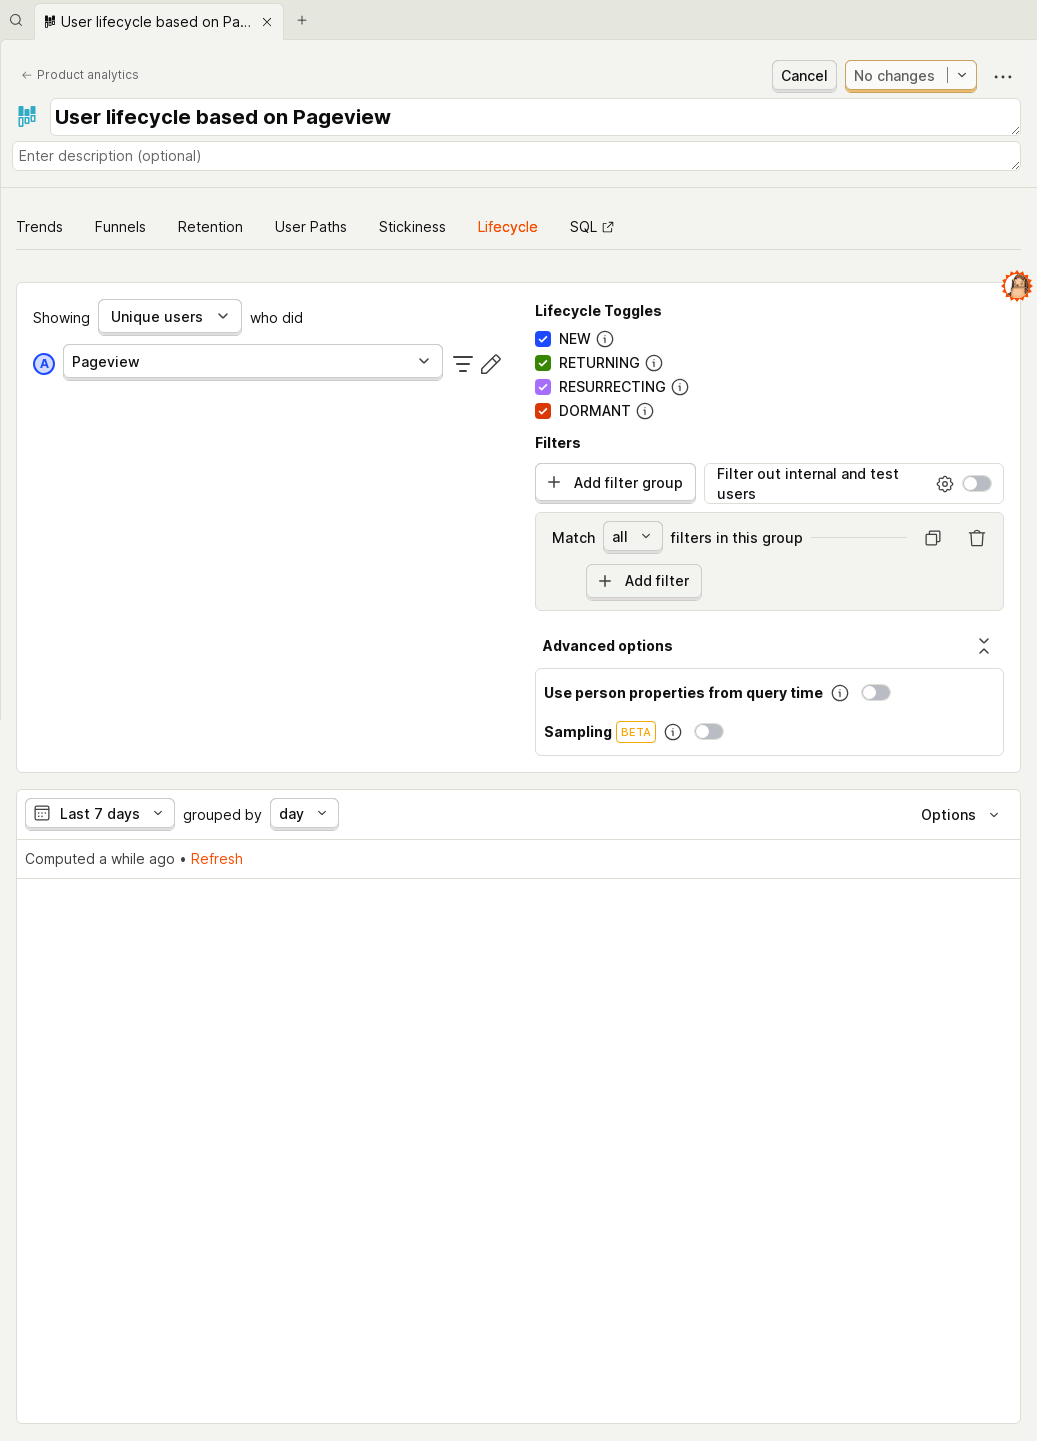 User lifecycle based on Pa...
Product analytics
Cancel
No changes
User lifecycle based on Pageview
Enter description (optional)
Trends
Funnels
Retention
User Paths
Stickiness
Lifecycle
SQL
Showing
Unique users
who did
A
Pageview
Lifecycle Toggles
NEW
RETURNING
RESURRECTING
DORMANT
Filters
Add filter group
Filter out internal and test
users
Match
all
filters in this group
Add filter
Advanced options
Use person properties from query time
Sampling
BETA
Last 7 days
grouped by
day
Options
Computed a while ago • Refresh